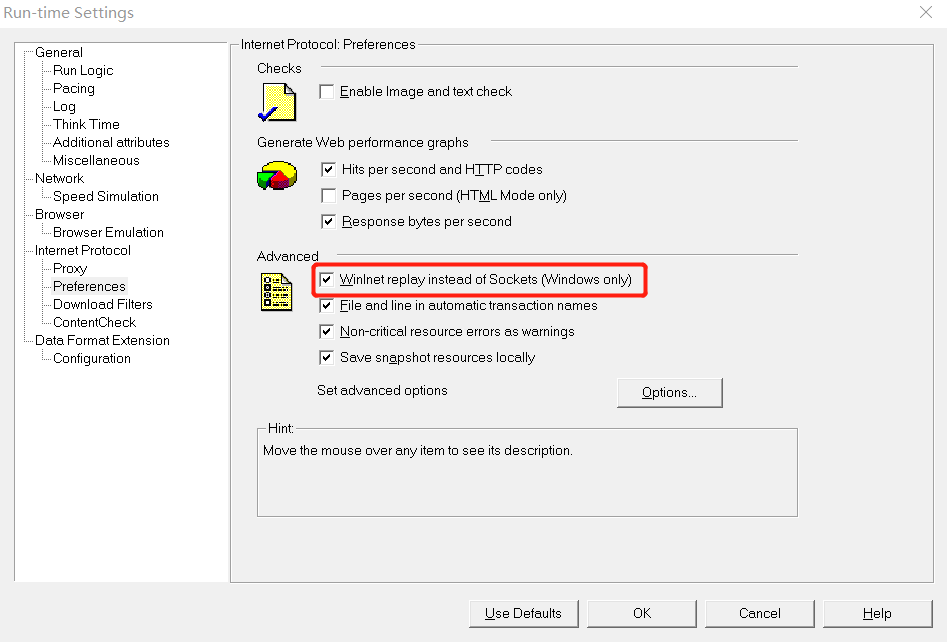 Run-time Settings
General
Run Logic
Pacing
Log
Think Time
Additional attributes
Miscellaneous
Network
Speed Simulation
Browser
Browser Emulation
Internet Protocol
Proxy
Preferences
Download Filters
ContentCheck
Data Format Extension
Configuration
Internet Protocol: Preferences
Checks
Enable Image and text check
Generate Web performance graphs
Hits per second and HTTP codes
Pages per second (HTML Mode only)
Response bytes per second
Advanced
WinInet replay instead of Sockets (Windows only)
File and line in automatic transaction names
Non-critical resource errors as warnings
Save snapshot resources locally
Set advanced options
Options...
Hint:
Move the mouse over any item to see its description.
Use Defaults
OK
Cancel
Help